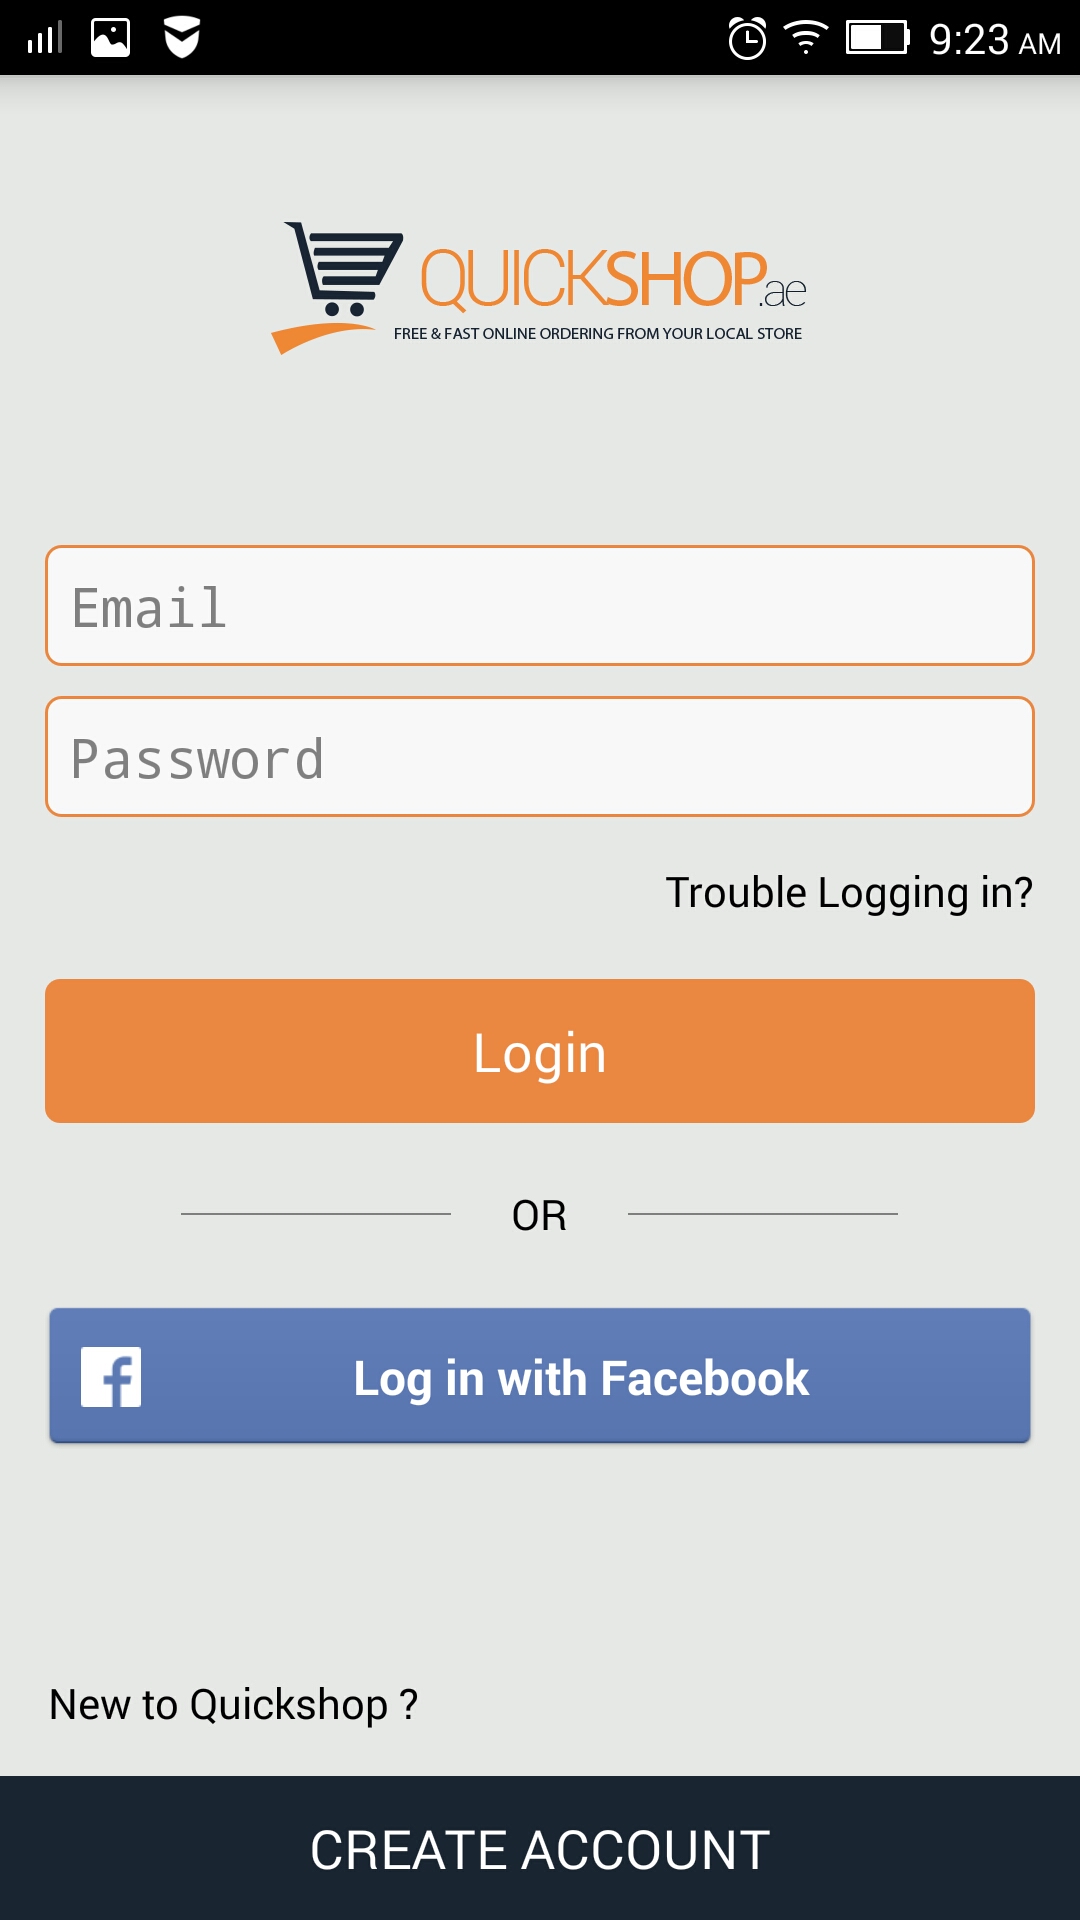 9:23 AM
QUICKSHOP.ae
FREE & FAST ONLINE ORDERING FROM YOUR LOCAL STORE
Email
Password
Trouble Logging in?
Login
OR
f Log in with Facebook
New to Quickshop ?
CREATE ACCOUNT